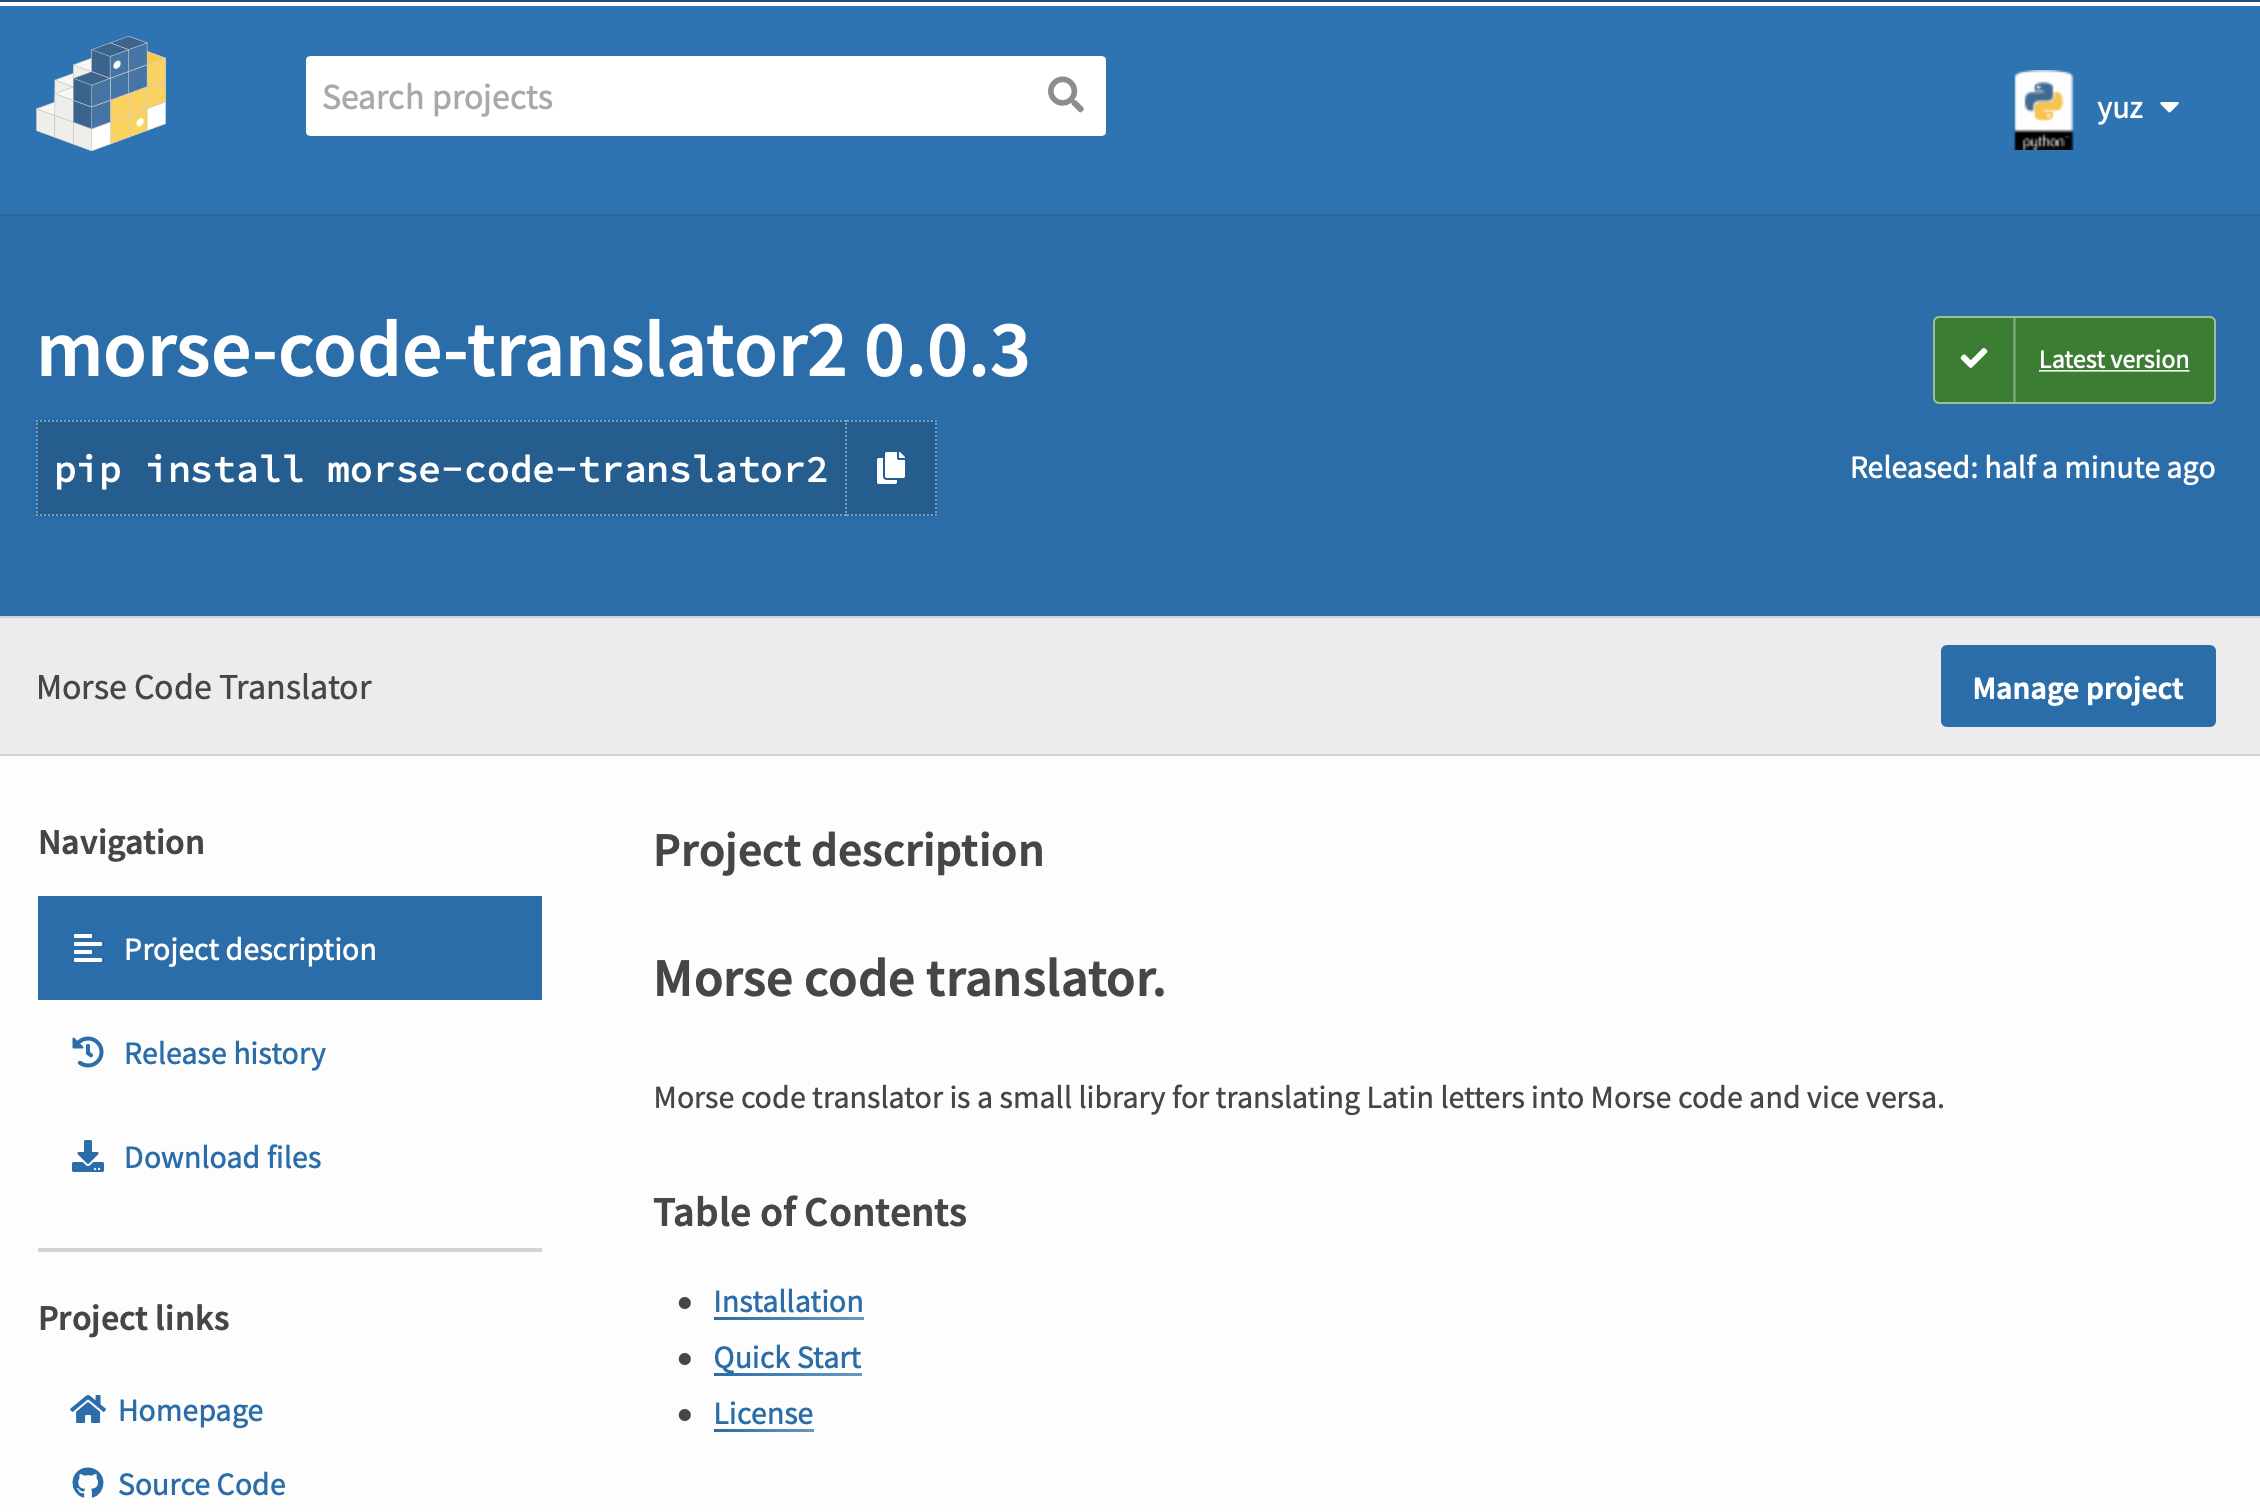 Search projects
python
yuz
morse-code-translator2 0.0.3
Latest version
pip install morse-code-translator2
Released: half a minute ago
Morse Code Translator
Manage project
Navigation
Project description
Release history
Download files
Project links
Homepage
Source Code
Project description
Morse code translator.
Morse code translator is a small library for translating Latin letters into Morse code and vice versa.
Table of Contents
Installation
Quick Start
License